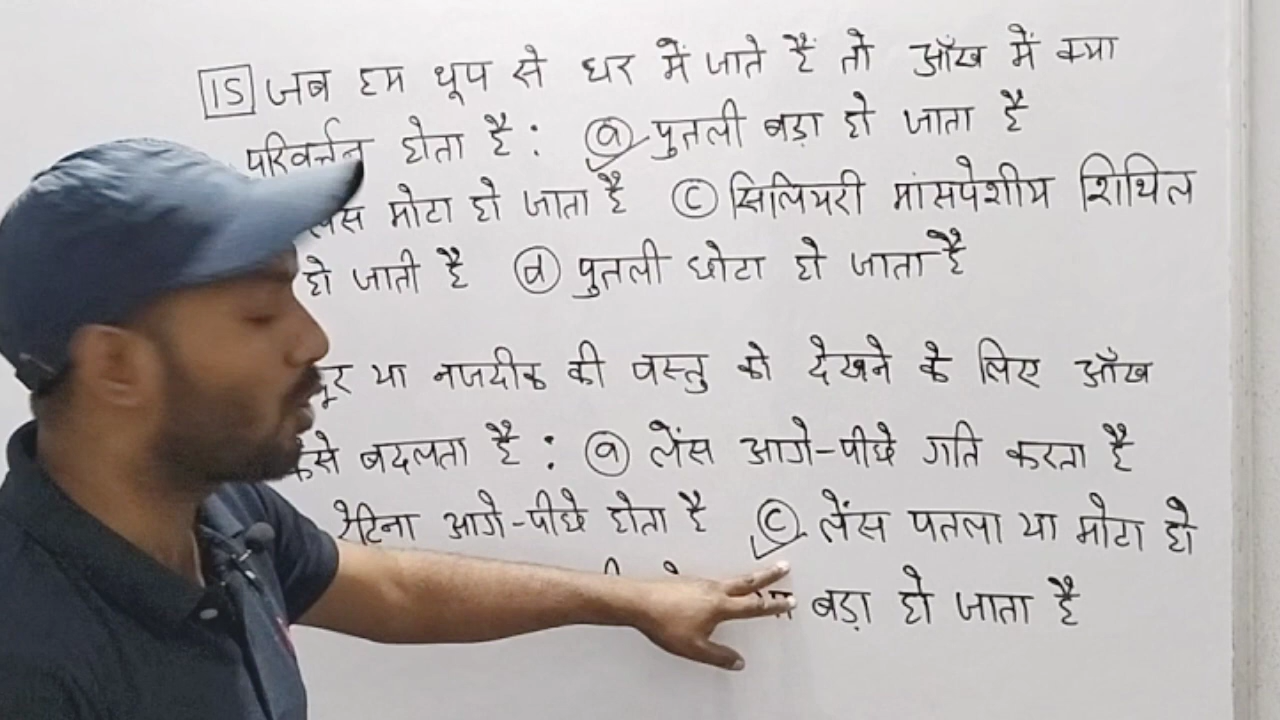 15 जब हम धूप से घर में जाते हैं तो आँख में क्या
परिवर्त्तन होता है : (a) पुतली बड़ा हो जाता है
लेंस मोटा हो जाता है (C) सिलियरी मांसपेशीय शिथिल
हो जाती है (d) पुतली छोटा हो जाता है
दूर या नजदीक की वस्तु को देखने के लिए आँख
कैसे बदलता है : (a) लेंस आगे-पीछे गति करता है
रेटिना आगे-पीछे होता है (C) लेंस पतला या मोटा हो
बड़ा हो जाता है